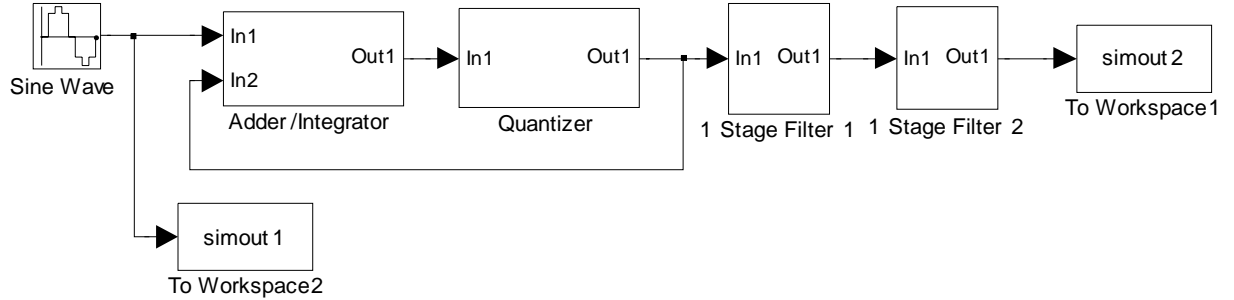 Sine Wave
In1
In2
Out1
Adder /Integrator
In1
Out1
Quantizer
In1
Out1
1 Stage Filter 1
In1
Out1
1 Stage Filter 2
simout 2
To Workspace1
simout 1
To Workspace2